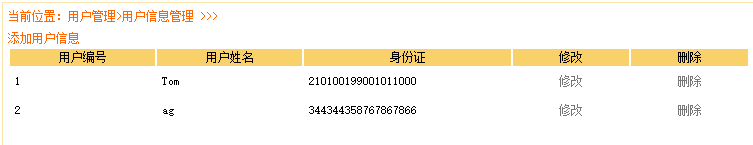 当前位置: 用户管理>用户信息管理 >>>
添加用户信息
用户编号 用户姓名 身份证 修改 删除
1 Tom 210100199001011000 修改 删除
2 ag 344344358767867866 修改 删除